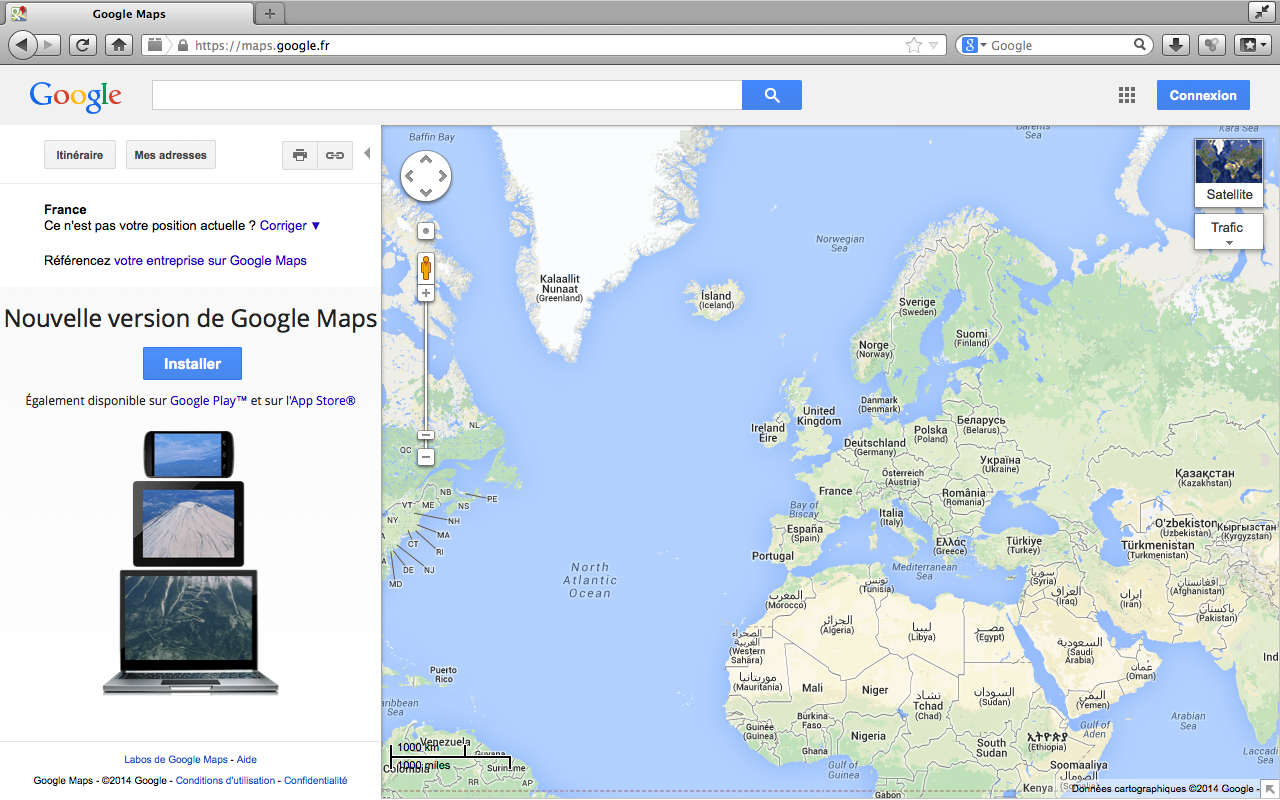 Google Maps
https://maps.google.fr
Google
Google
Connexion
Itinéraire
Mes adresses
France
Ce n'est pas votre position actuelle ? Corriger ▼
Référencez votre entreprise sur Google Maps
Nouvelle version de Google Maps
Installer
Également disponible sur Google Play™ et sur l'App Store®
Labos de Google Maps - Aide
Google Maps - ©2014 Google - Conditions d'utilisation - Confidentialité
Satellite
Trafic
Baffin Bay
Barents
Sea
Kara Sea
Norwegian
Sea
Kalaallit
Nunaat
(Greenland)
Ísland
(Iceland)
Sverige
(Sweden)
Norge
(Norway)
Suomi
(Finland)
Danmark
(Denmark)
United
Kingdom
Ireland
Éire
Беларусь
(Belarus)
Polska
(Poland)
Deutschland
(Germany)
Україна
(Ukraine)
Österreich
(Austria)
France
România
(Romania)
Қазақстан
(Kazakhstan)
Bay of
Biscay
Italia
(Italy)
España
(Spain)
Portugal
Ελλάς
(Greece)
Türkiye
(Turkey)
O'zbekiston
(Uzbekistan)
Кыргызстан
(Kyrgyzstan)
Türkmenistan
(Turkmenistan)
Mediterranean
Sea
NL
QC
NB
PE
VT
ME
NS
NY
NH
MA
CT
RI
DE
NJ
MD
North
Atlantic
Ocean
تونس
(Tunisia)
سوريا
(Syria)
العراق
(Iraq)
ایران
(Iran)
افغانستان
(Afghanistan)
پاکستان
(Pakistan)
المغرب
(Morocco)
الجزائر
(Algeria)
ليبيا
(Libya)
مصر
(Egypt)
الصحراء
الغربية
(Western
Sahara)
السعودية
(Saudi
Arabia)
عمان
(Oman)
Ind
موريتانيا
(Mauritania)
Mali
Niger
تشاد
Tchad
(Chad)
السودان
(Sudan)
اليمن
(Yemen)
Puerto
Rico
aribbean
Sea
Arabian
Sea
Guinée
(Guinea)
Burkina
Faso
Ghana
Nigeria
Gulf of
Aden
ኢትዮጵያ
(Ethiopia)
South
Sudan
Laccadi
Sea
Gulf of
Guinea
Soomaaliya
الصومال
(Somalia)
Gabon
Kenya
Venezuela
Guyana
Colombia
Suriname
RR
AP
1000 km
1000 miles
Données cartographiques ©2014 Google -